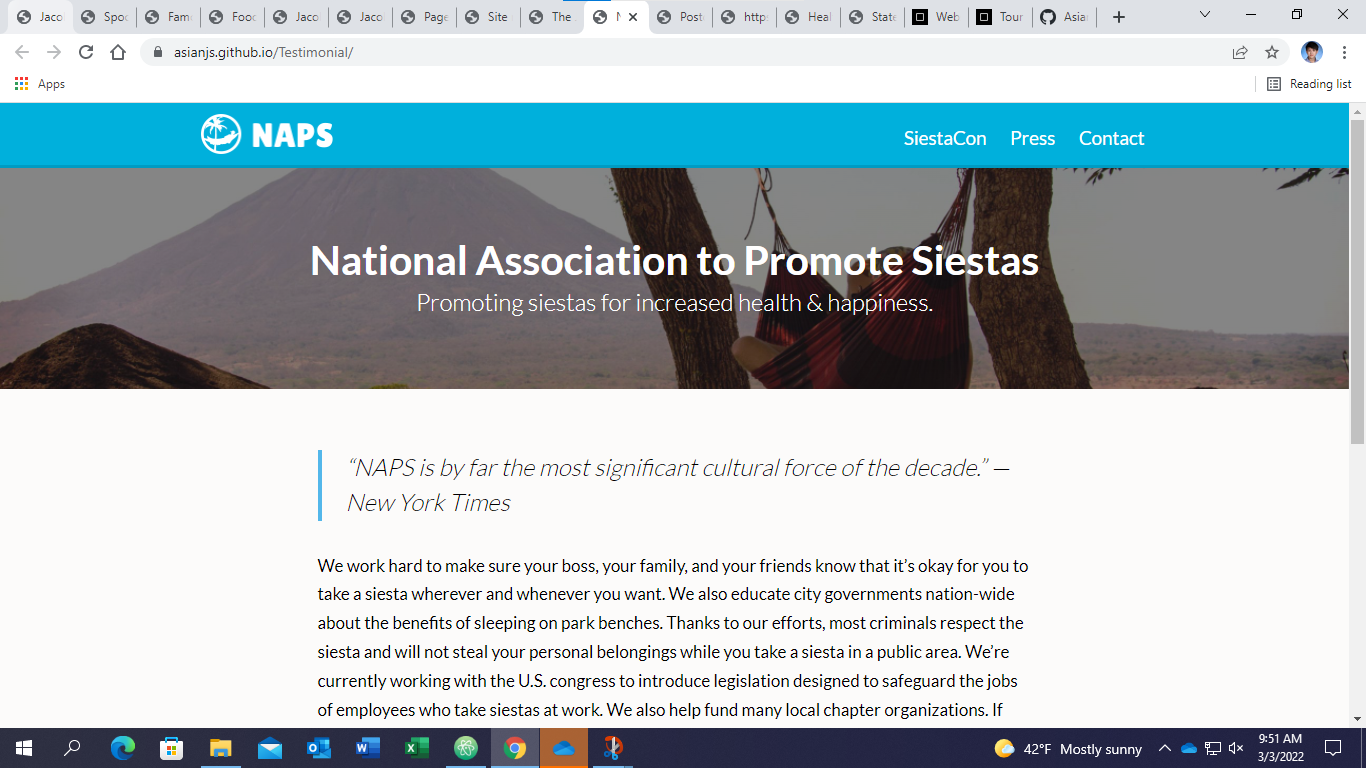 Jaco
Spoo
Fam
Food
Jaco
Jaco
Page
Site
The
Post
http
Heal
State
Web
Tour
Asia
asianjs.github.io/Testimonial/
Apps
Reading list
NAPS
SiestaCon Press Contact
National Association to Promote Siestas
Promoting siestas for increased health & happiness.
“NAPS is by far the most significant cultural force of the decade.” —
New York Times
We work hard to make sure your boss, your family, and your friends know that it’s okay for you to
take a siesta wherever and whenever you want. We also educate city governments nation-wide
about the benefits of sleeping on park benches. Thanks to our efforts, most criminals respect the
siesta and will not steal your personal belongings while you take a siesta in a public area. We’re
currently working with the U.S. congress to introduce legislation designed to safeguard the jobs
of employees who take siestas at work. We also help fund many local chapter organizations. If
42°F Mostly sunny
9:51 AM
3/3/2022